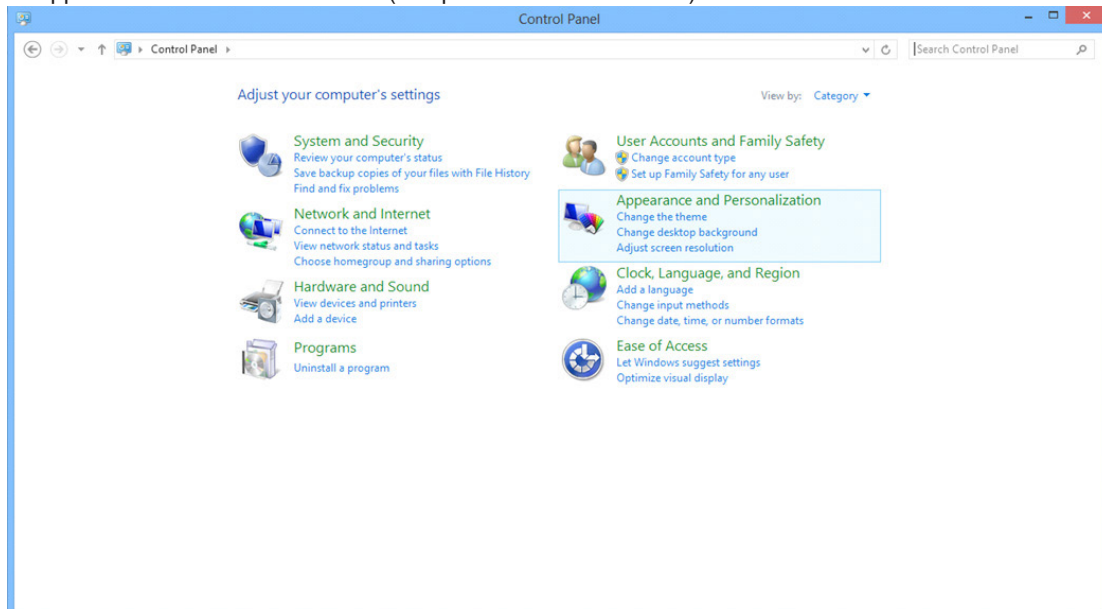 Control Panel
Control Panel
Search Control Panel
Adjust your computer's settings
View by: Category
System and Security
Review your computer's status
Save backup copies of your files with File History
Find and fix problems
Network and Internet
Connect to the Internet
View network status and tasks
Choose homegroup and sharing options
Hardware and Sound
View devices and printers
Add a device
Programs
Uninstall a program
User Accounts and Family Safety
Change account type
Set up Family Safety for any user
Appearance and Personalization
Change the theme
Change desktop background
Adjust screen resolution
Clock, Language, and Region
Add a language
Change input methods
Change date, time, or number formats
Ease of Access
Let Windows suggest settings
Optimize visual display